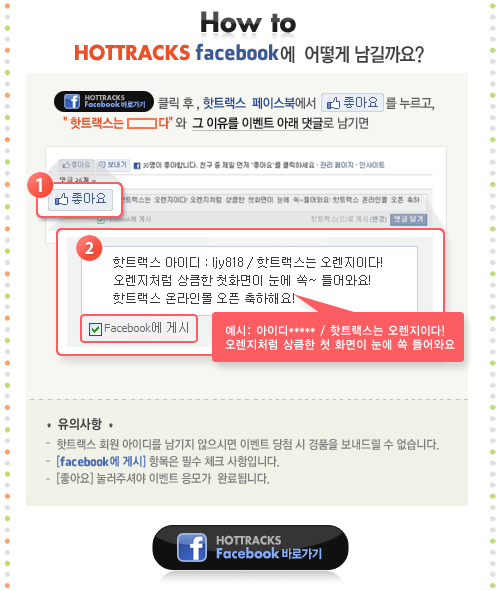 How to
HOTTRACKS facebook에 어떻게 남길까요?
HOTTRACKS
Facebook 바로가기
클릭 후 , 핫트랙스 페이스북에서 좋아요 를 누르고,
" 핫트랙스는 다" 와 그 이유를 이벤트 아래 댓글로 남기면
좋아요 보내기 30명이 좋아합니다. 친구 중 제일 먼저 '좋아요'를 클릭하세요 · 관리 페이지 · 인사이트
1
좋아요
트랙스는 오렌지이다! 오렌지처럼 상큼한 첫화면이 눈에 쏙~들어와요! 핫트랙스 온라인몰 오픈 축하
Facebook에 게시
핫트랙스(으)로 게시 (변경) 댓글 달기
2
핫트랙스 아이디 : ljy818 / 핫트랙스는 오렌지이다!
오렌지처럼 상큼한 첫화면이 눈에 쏙~ 들어와요!
핫트랙스 온라인몰 오픈 축하해요!
Facebook에 게시
예시: 아이디***** / 핫트랙스는 오렌지이다!
오렌지처럼 상큼한 첫 화면이 눈에 쏙 들어와요
• 유의사항 •
- 핫트랙스 회원 아이디를 남기지 않으시면 이벤트 당첨 시 경품을 보내드릴 수 없습니다.
- [facebook에 게시] 항목은 필수 체크 사항입니다.
- [좋아요] 눌러주셔야 이벤트 응모가 완료됩니다.
HOTTRACKS
Facebook 바로가기